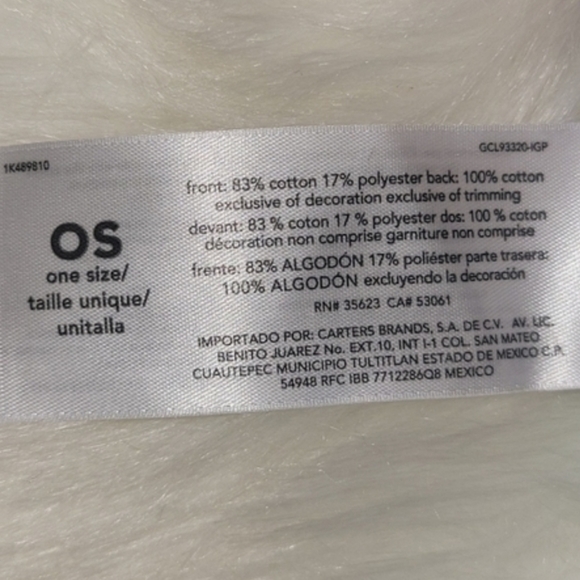 1K489810
GCL93320-IGP
OS
one size/
taille unique/
unitalla
front: 83% cotton 17% polyester back: 100% cotton
exclusive of decoration exclusive of trimming
devant: 83 % coton 17 % polyester dos: 100 % coton
décoration non comprise garniture non comprise
frente: 83% ALGODÓN 17% poliéster parte trasera:
100% ALGODÓN excluyendo la decoración
RN# 35623 CA# 53061
IMPORTADO POR: CARTERS BRANDS, S.A. DE C.V. AV. LIC.
BENITO JUAREZ No. EXT.10, INT I-1 COL. SAN MATEO
CUAUTEPEC MUNICIPIO TULTITLAN ESTADO DE MEXICO C.P.
54948 RFC IBB 7712286Q8 MEXICO